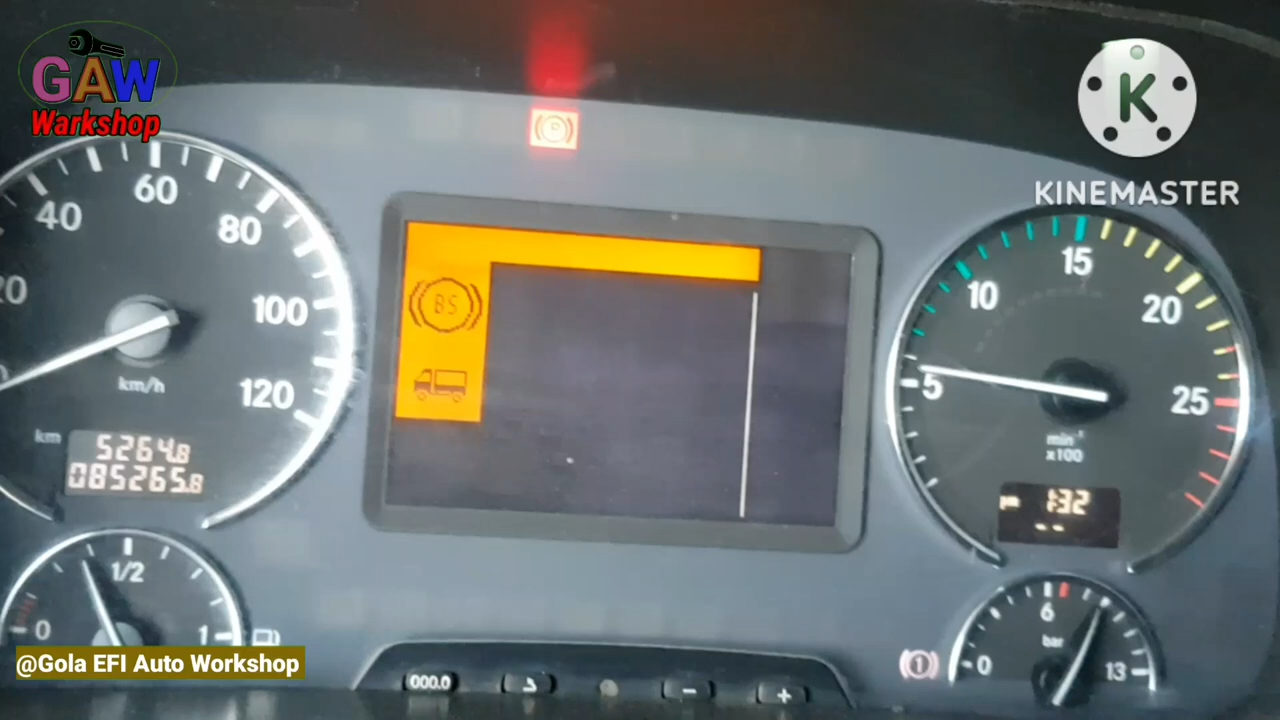 GAW
Warkshop
K
KINEMASTER
P
20
40
60
80
100
120
km/h
km
5264.8
085265.8
BS
5
10
15
20
25
min⁻¹
x100
1:32
--
0
1/2
1
6
bar
0
13
1
000.0
-
+
@Gola EFI Auto Workshop